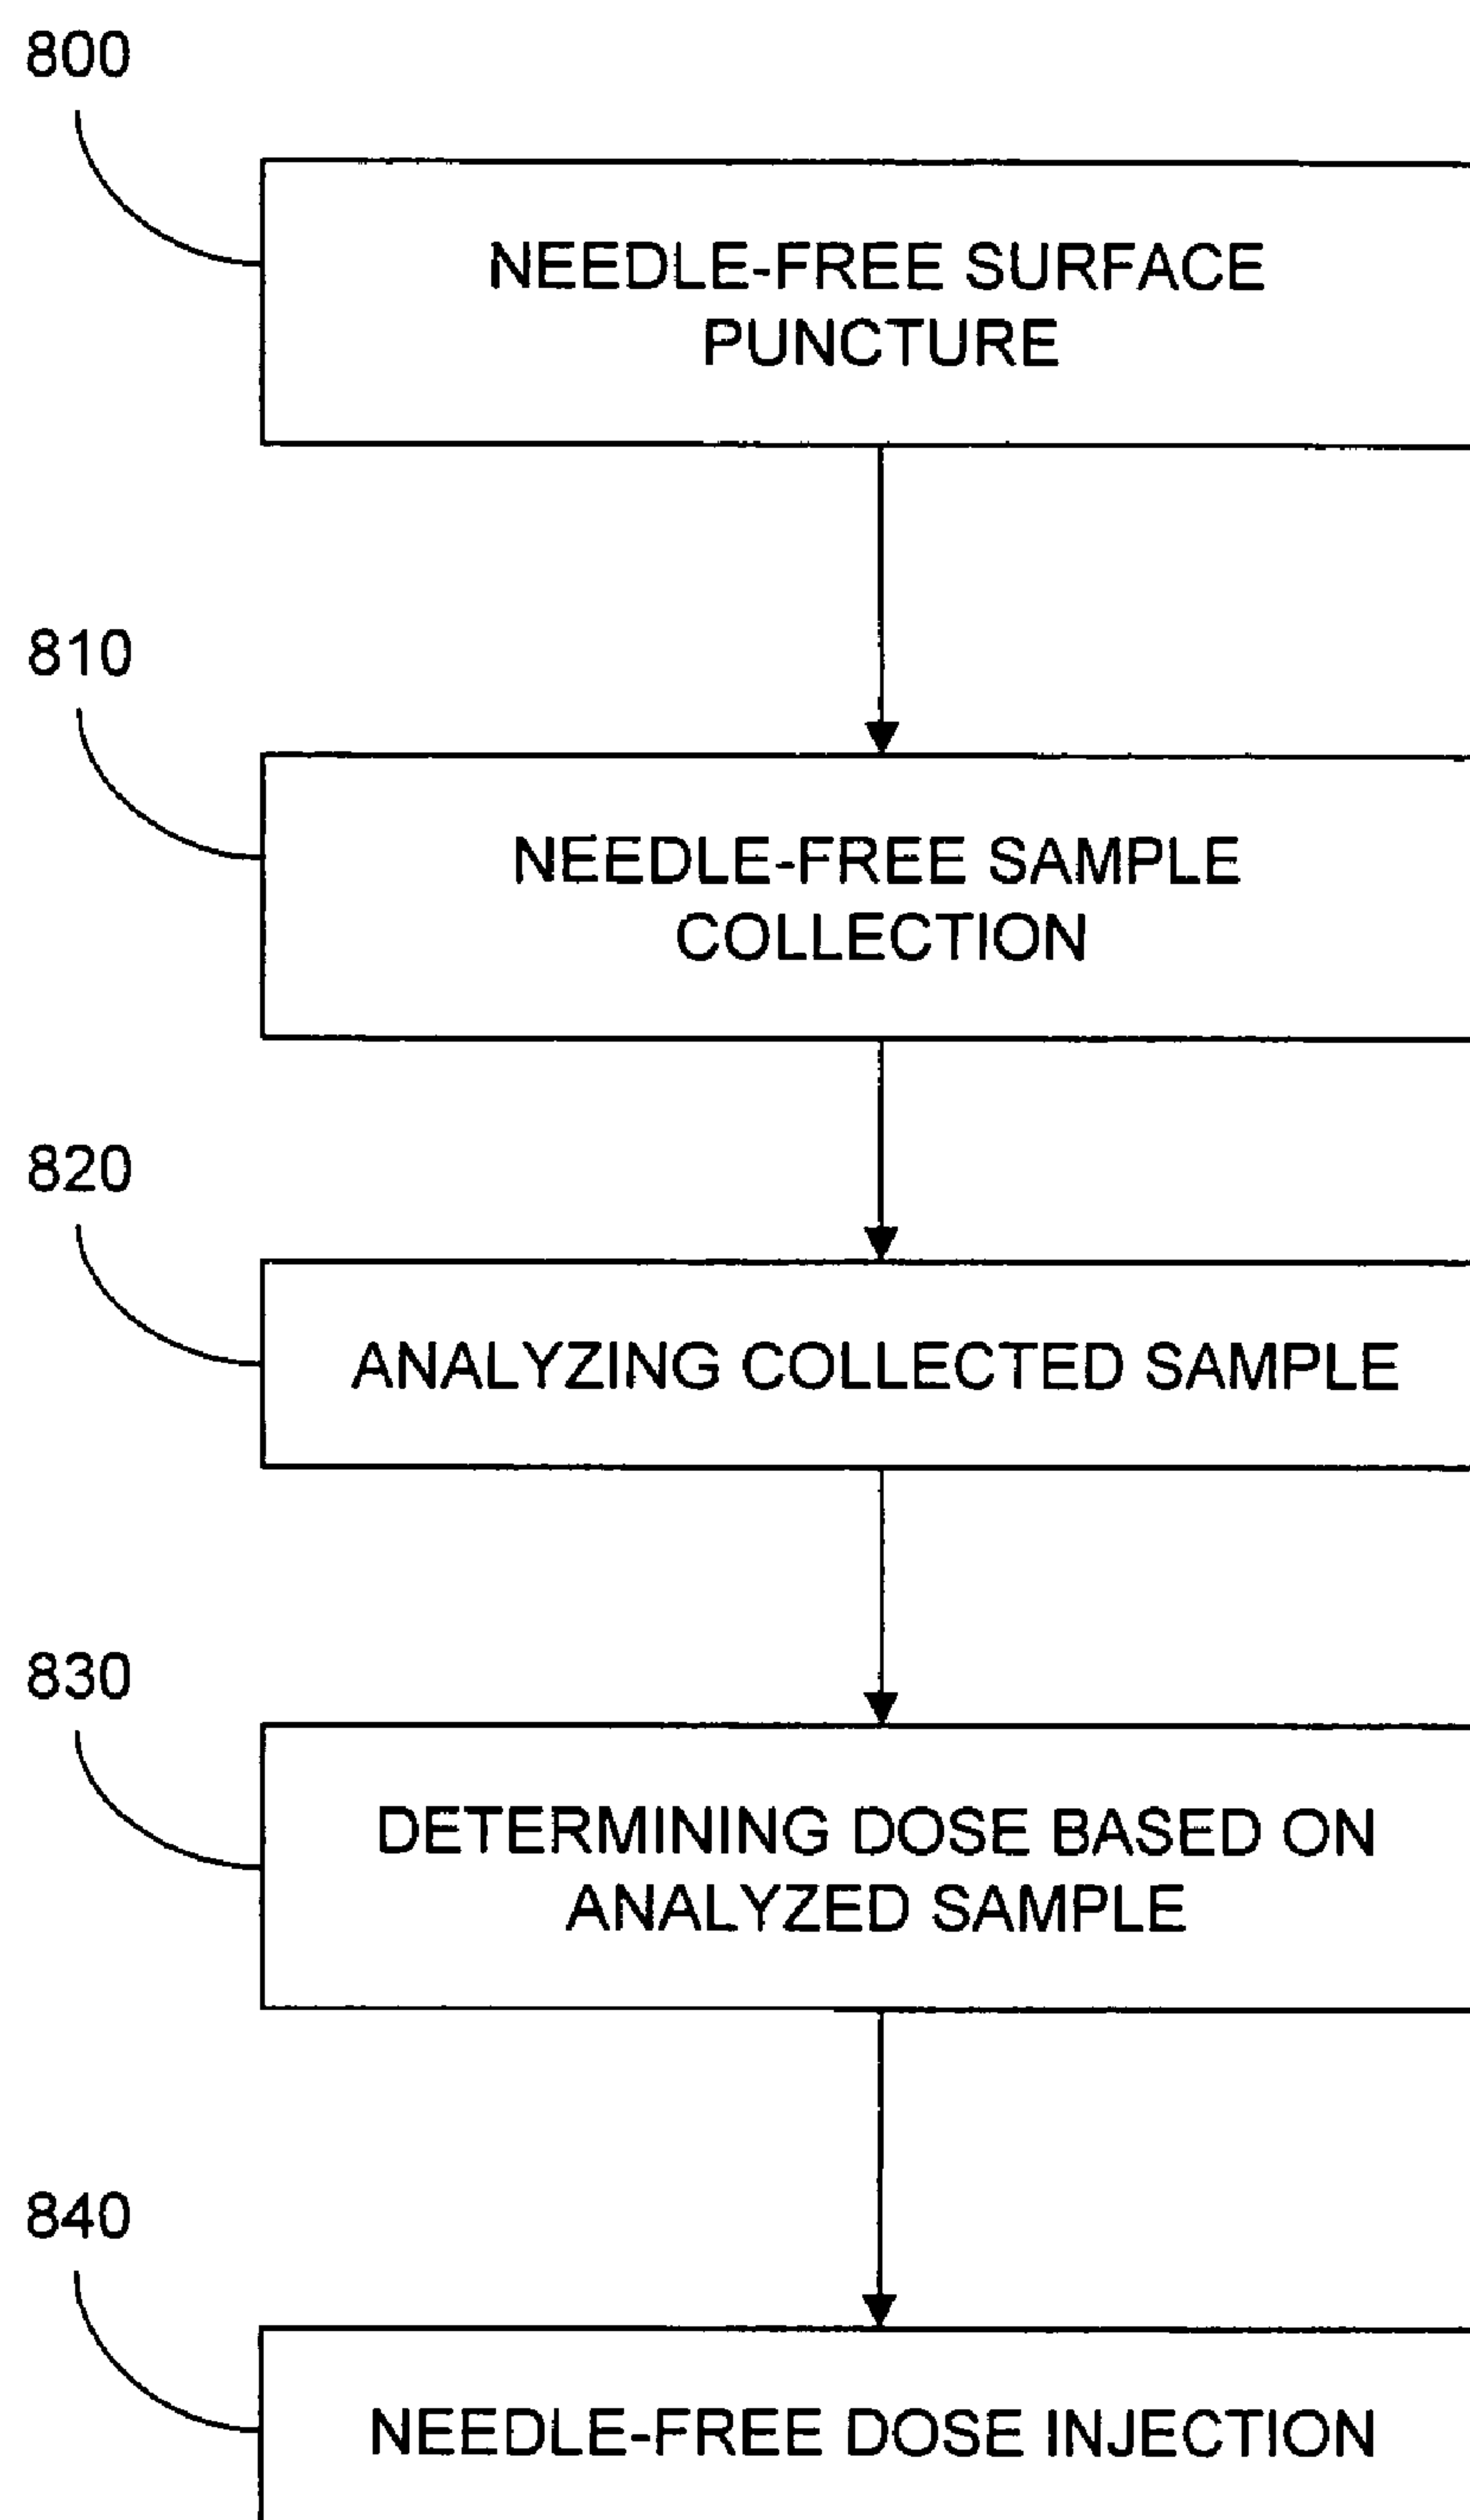 800
NEEDLE-FREE SURFACE
PUNCTURE
810
NEEDLE-FREE SAMPLE
COLLECTION
820
ANALYZING COLLECTED SAMPLE
830
DETERMINING DOSE BASED ON
ANALYZED SAMPLE
840
NEEDLE-FREE DOSE INJECTION